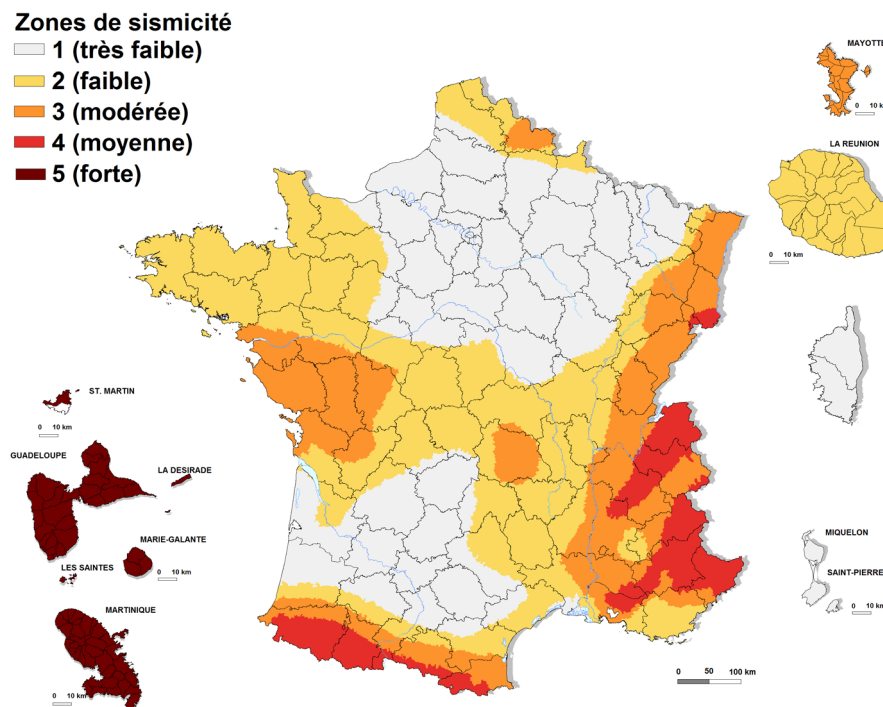 Zones de sismicité
1 (très faible)
2 (faible)
3 (modérée)
4 (moyenne)
5 (forte)
MAYOTTE
0 10 km
LA REUNION
0 10 km
ST. MARTIN
0 10 km
GUADELOUPE
LA DESIRADE
MARIE-GALANTE
LES SAINTES
0 10 km
MARTINIQUE
0 10 km
MIQUELON
SAINT-PIERRE
0 10 km
0 50 100 km